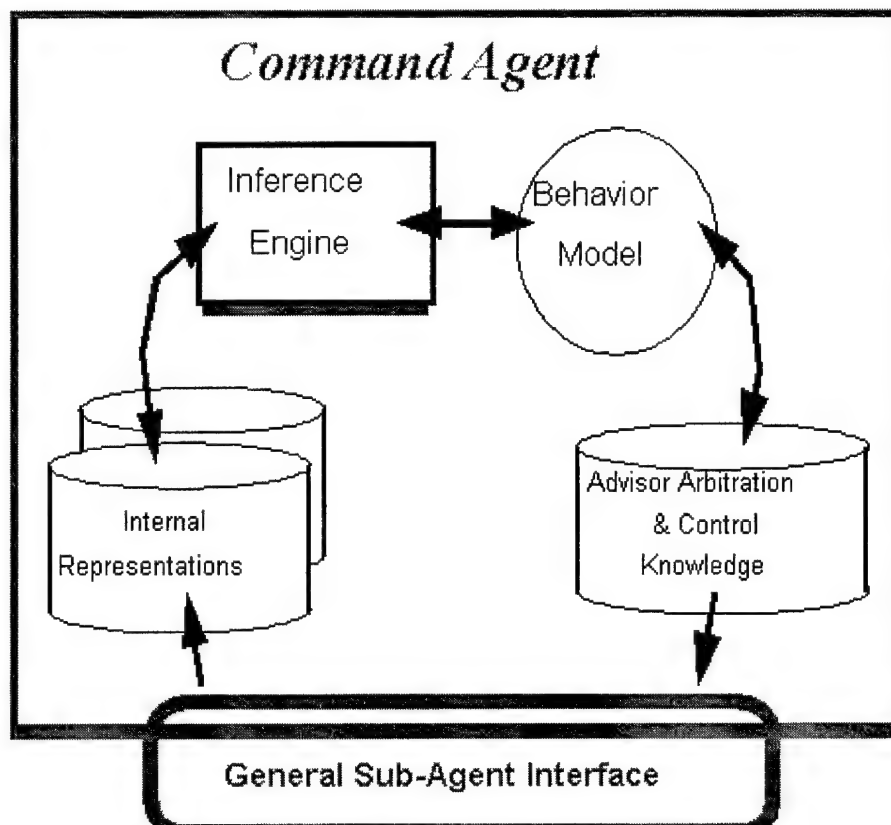 Command Agent
Inference
Engine
Behavior
Model
Internal
Representations
Advisor Arbitration
& Control
Knowledge
General Sub-Agent Interface